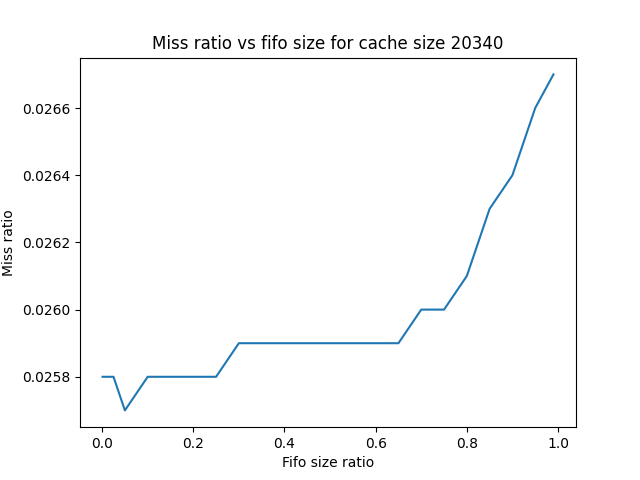 Miss ratio vs fifo size for cache size 20340
0.0266
0.0264
0.0262
0.0260
0.0258
Miss ratio
0.0 0.2 0.4 0.6 0.8 1.0
Fifo size ratio